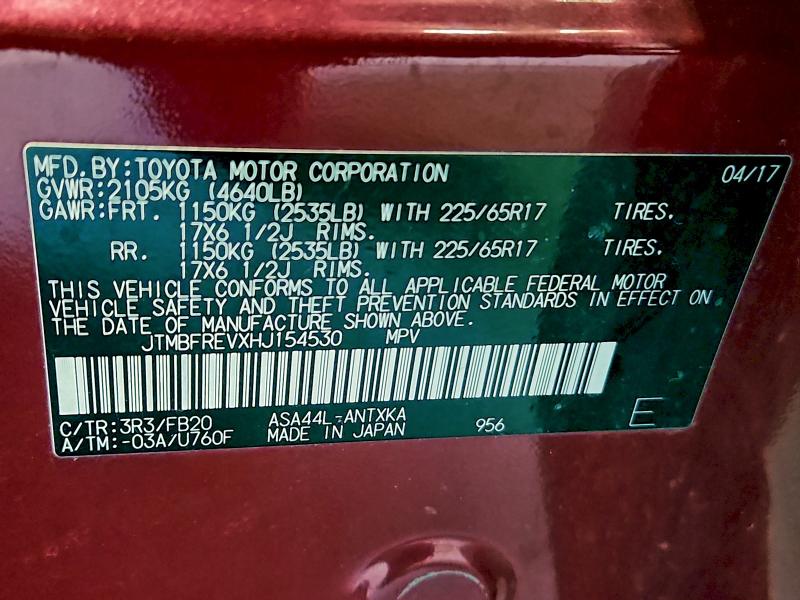 MFD.BY:TOYOTA MOTOR CORPORATION 04/17
GVWR:2105KG (4640LB)
GAWR:FRT. 1150KG (2535LB) WITH 225/65R17 TIRES.
17X6 1/2J RIMS.
RR. 1150KG (2535LB) WITH 225/65R17 TIRES.
17X6 1/2J RIMS.
THIS VEHICLE CONFORMS TO ALL APPLICABLE FEDERAL MOTOR
VEHICLE SAFETY AND THEFT PREVENTION STANDARDS IN EFFECT ON
THE DATE OF MANUFACTURE SHOWN ABOVE.
JTMBFREVXHJ154530 MPV
C/TR:3R3/FB20 ASA44L-ANTXKA
A/TM:-03A/U760F MADE IN JAPAN 956 E